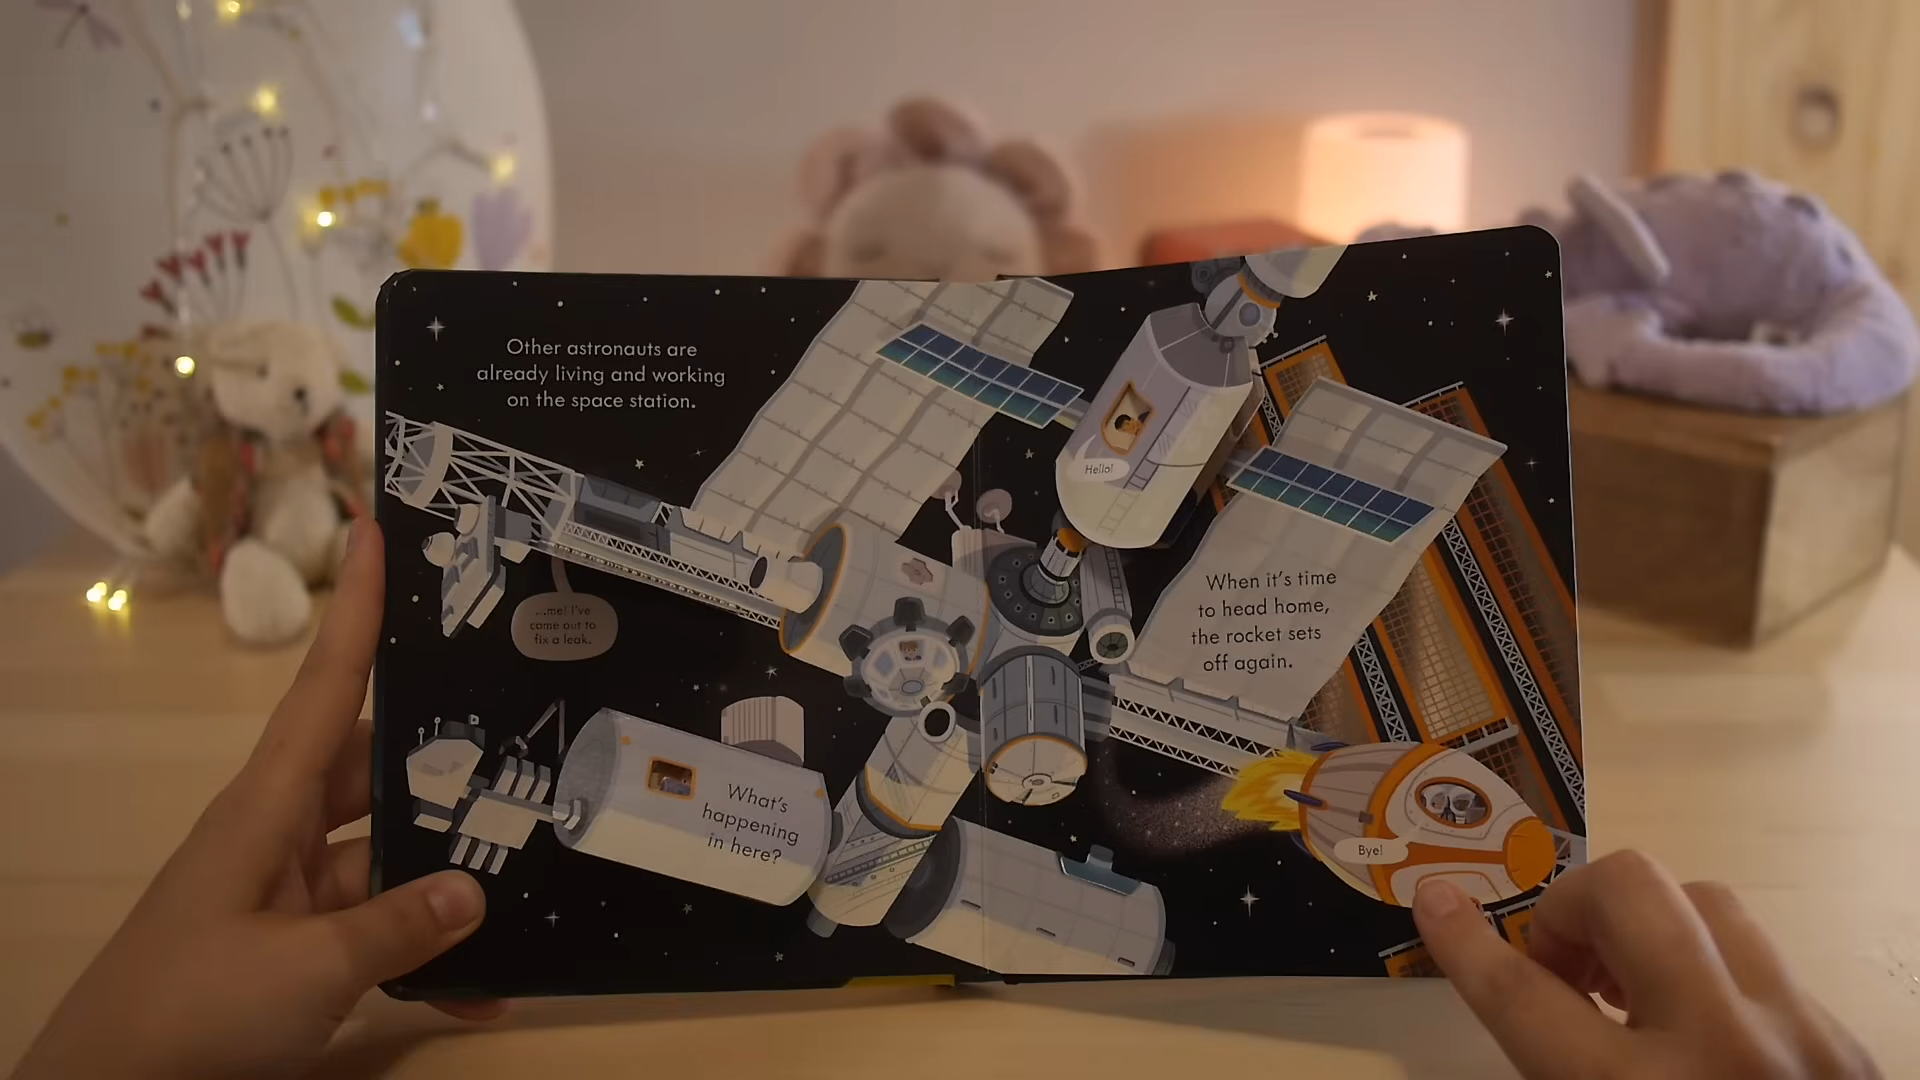 Other astronauts are
already living and working
on the space station.
...me! I've
come out to
fix a leak.
What's
happening
in here?
Hello!
When it's time
to head home,
the rocket sets
off again.
Bye!